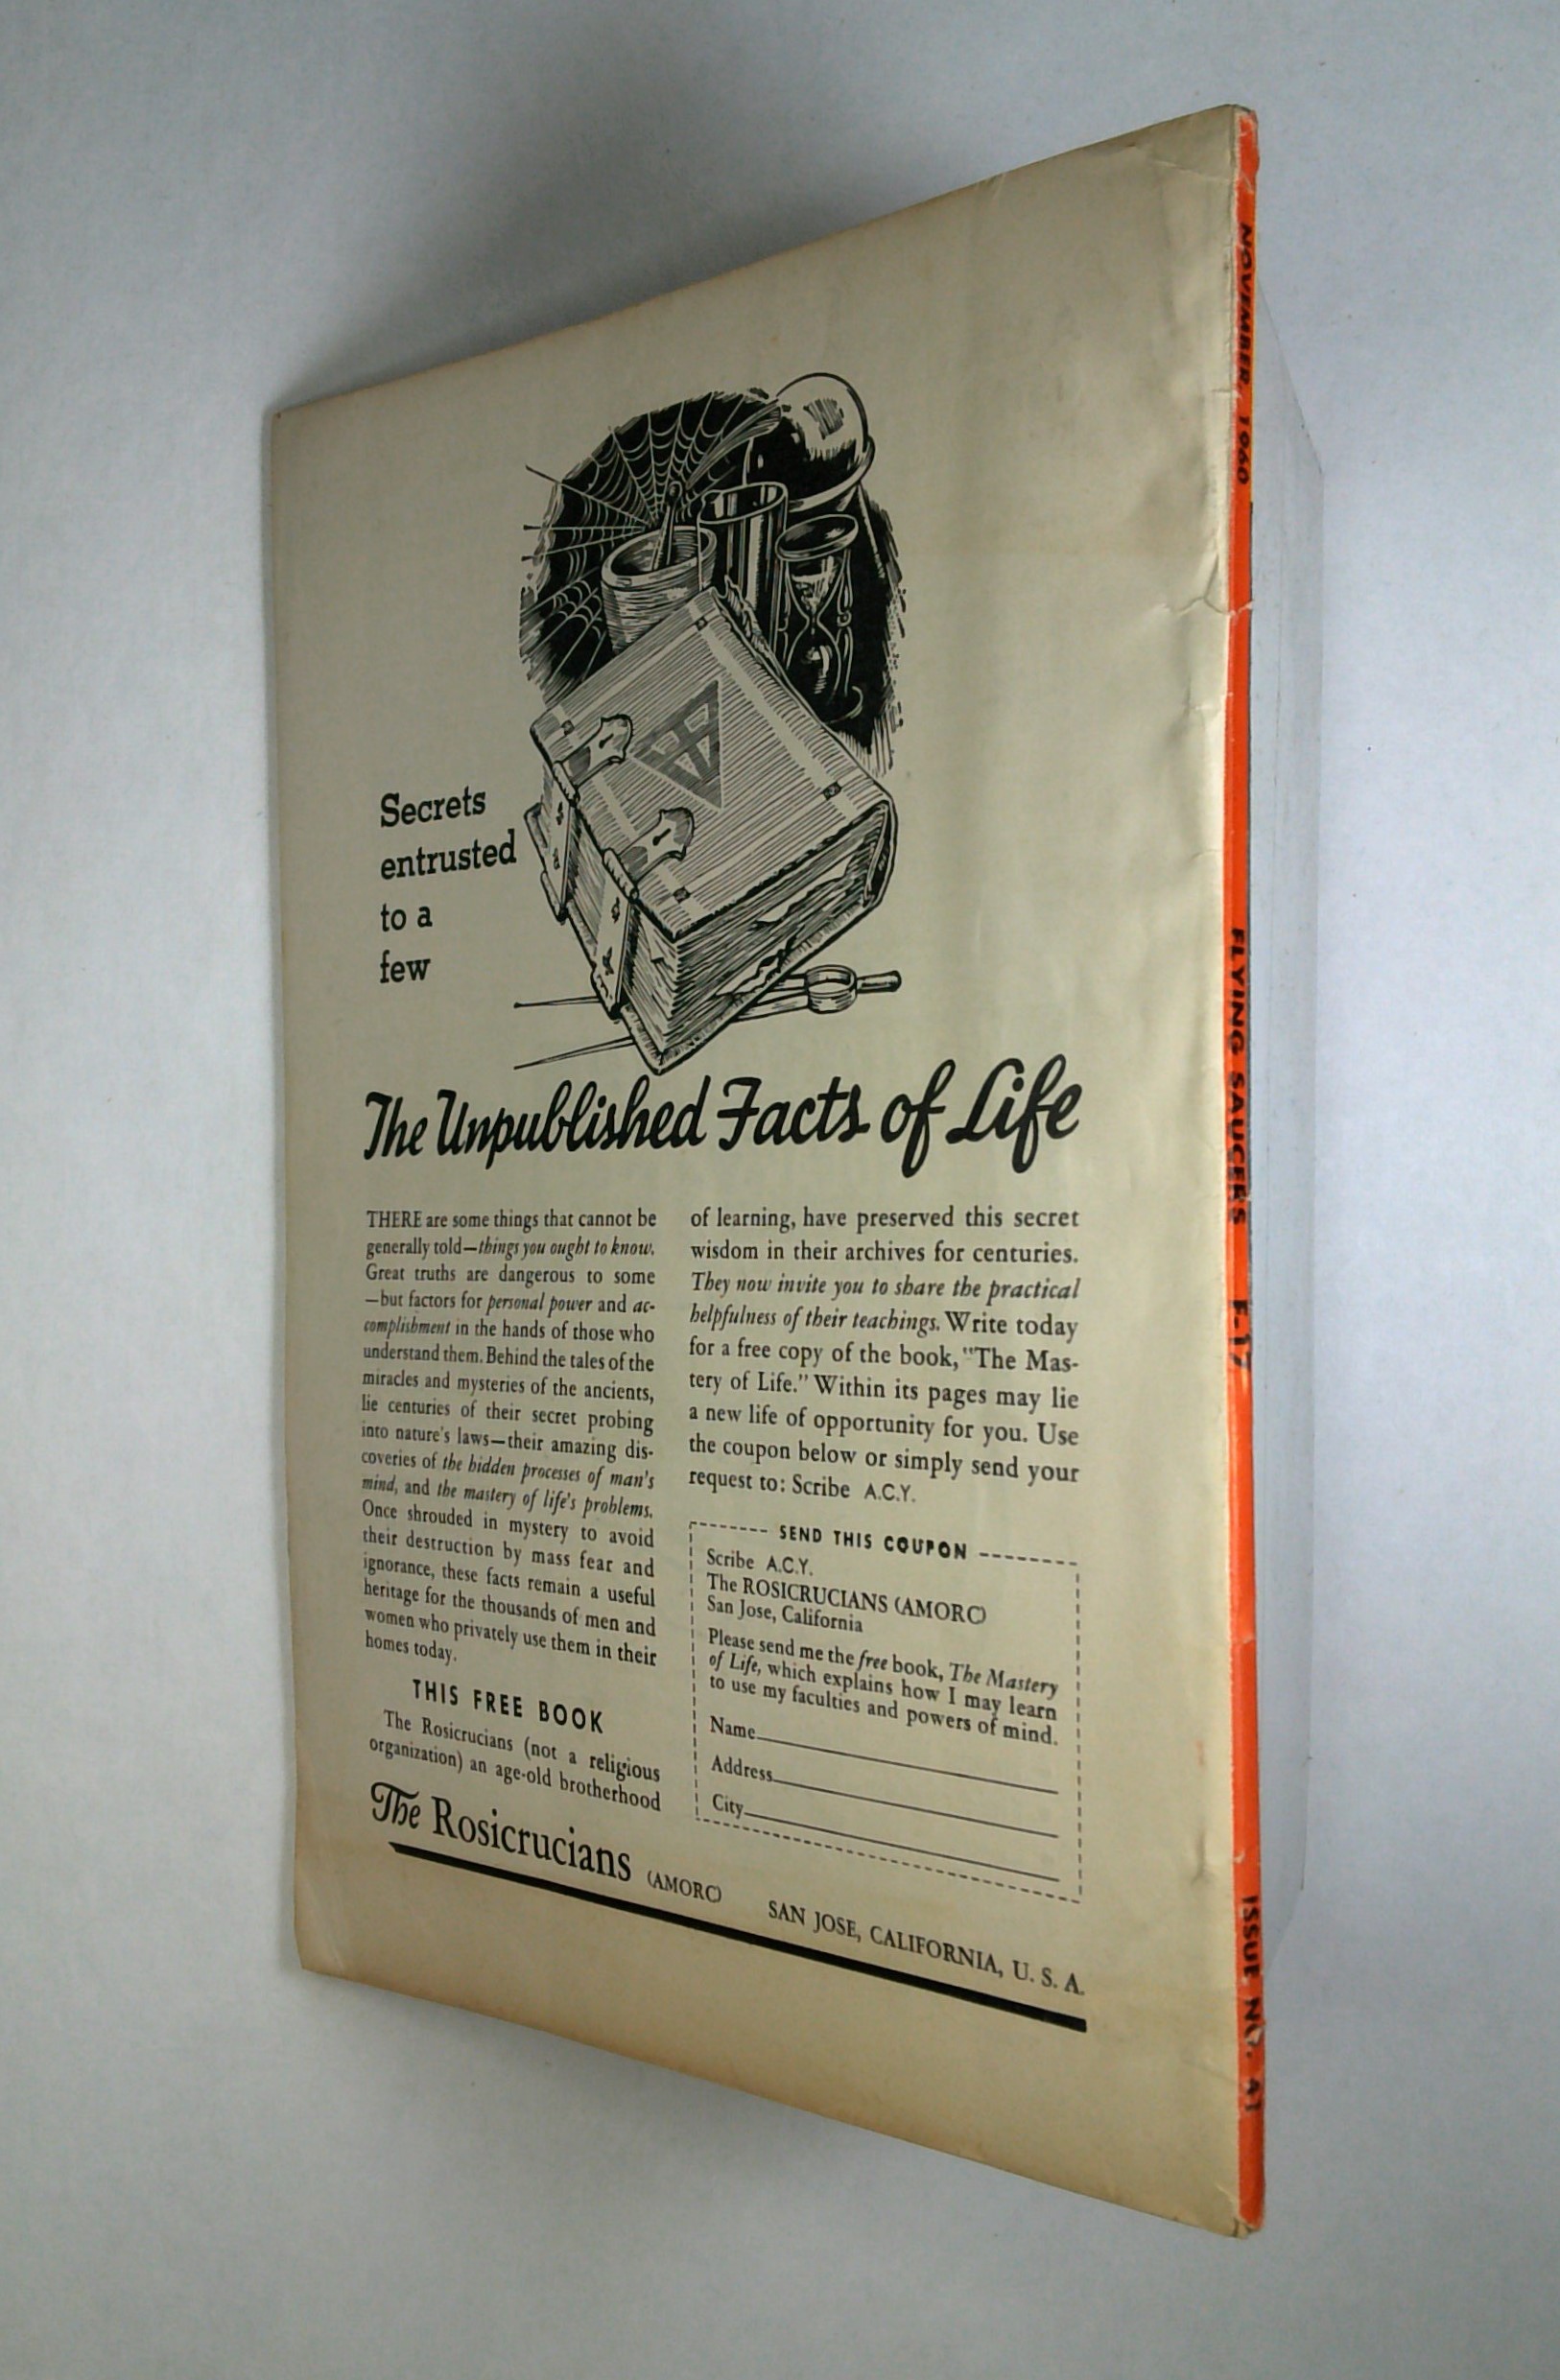 Secrets
entrusted
to a
few
The Unpublished Facts of Life
THERE are some things that cannot be
generally told—things you ought to know.
Great truths are dangerous to some
—but factors for personal power and ac-
complishment in the hands of those who
understand them. Behind the tales of the
miracles and mysteries of the ancients,
lie centuries of their secret probing
into nature's laws—their amazing dis-
coveries of the hidden processes of man's
mind, and the mastery of life's problems.
Once shrouded in mystery to avoid
their destruction by mass fear and
ignorance, these facts remain a useful
heritage for the thousands of men and
women who privately use them in their
homes today.
THIS FREE BOOK
The Rosicrucians (not a religious
organization) an age-old brotherhood
of learning, have preserved this secret
wisdom in their archives for centuries.
They now invite you to share the practical
helpfulness of their teachings. Write today
for a free copy of the book, "The Mas-
tery of Life." Within its pages may lie
a new life of opportunity for you. Use
the coupon below or simply send your
request to: Scribe A.C.Y.
SEND THIS COUPON
Scribe A.C.Y.
The ROSICRUCIANS (AMORC)
San Jose, California
Please send me the free book, The Mastery
of Life, which explains how I may learn
to use my faculties and powers of mind.
Name
Address
City
The Rosicrucians (AMORC) SAN JOSE, CALIFORNIA, U. S. A.
NOVEMBER, 1960 FLYING SAUCERS F-17 ISSUE NO.